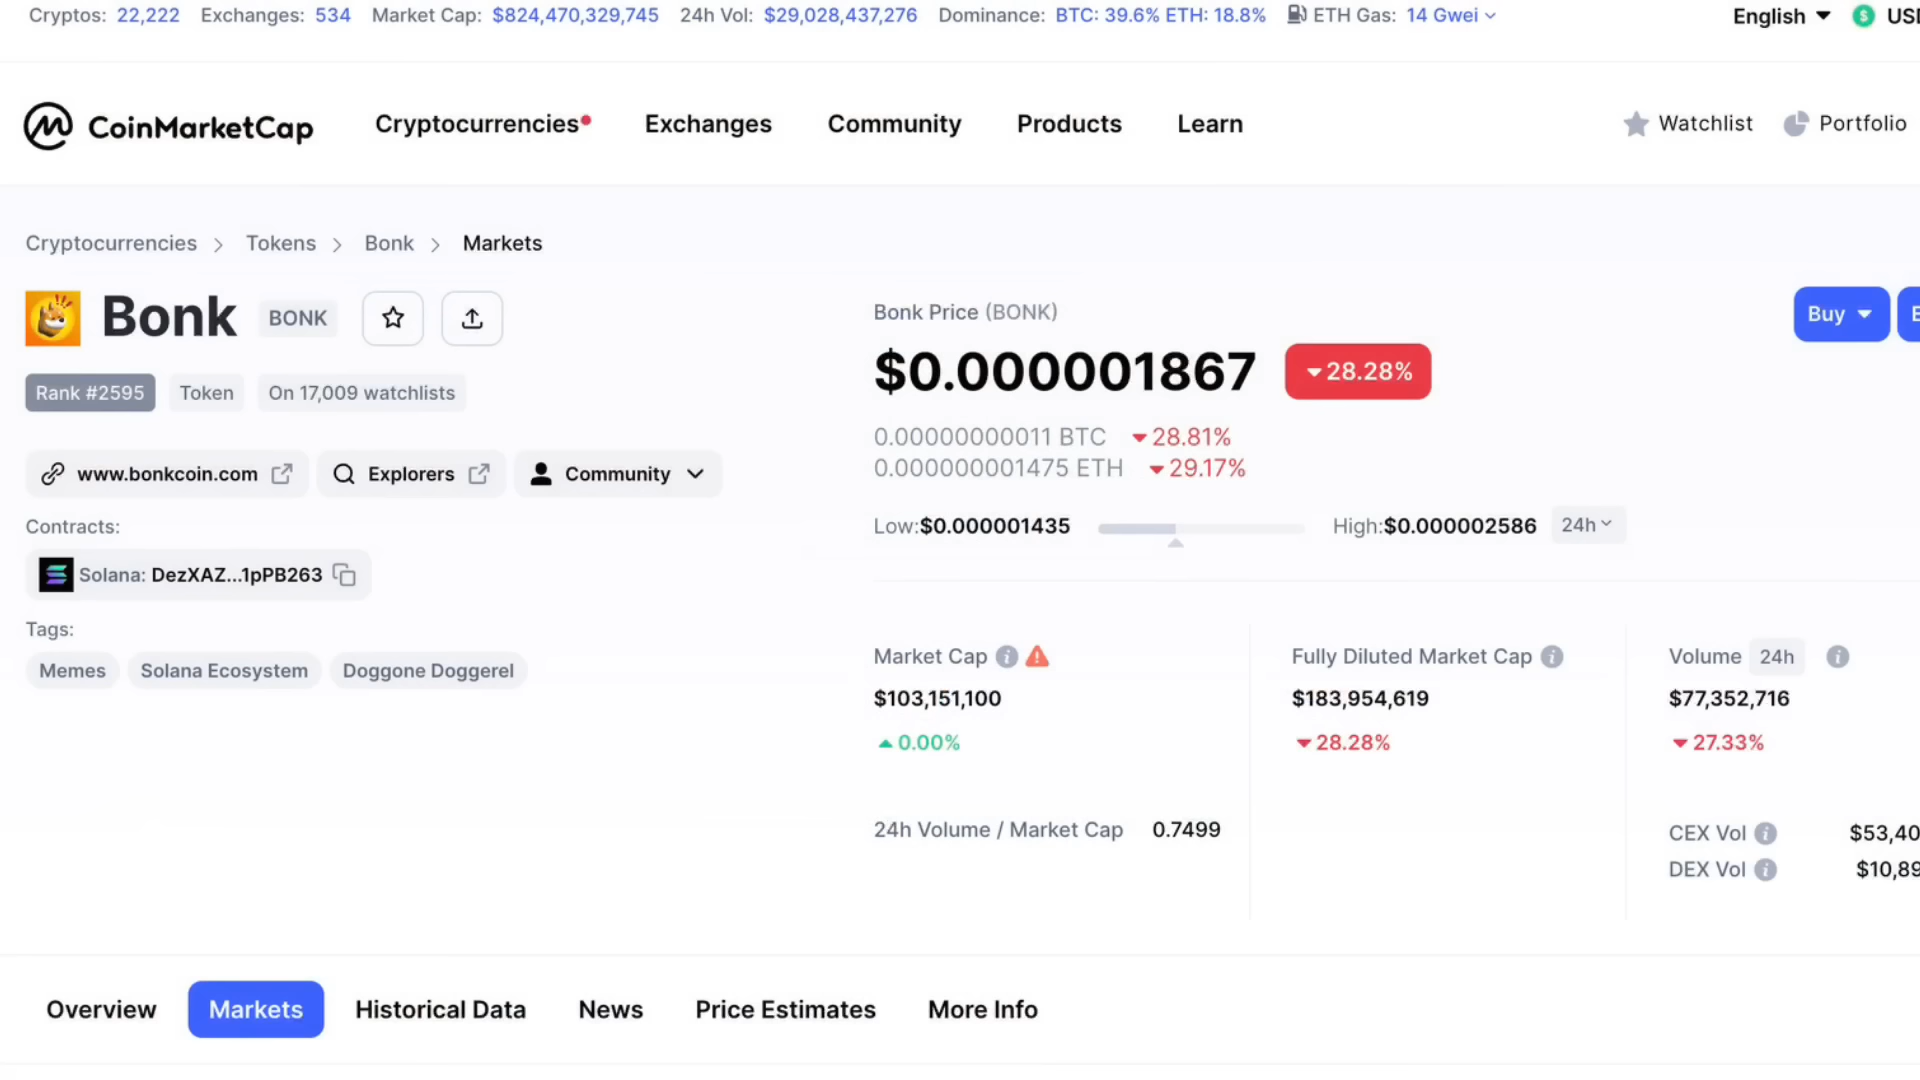 Cryptos: 22,222 Exchanges: 534 Market Cap: $824,470,329,745 24h Vol: $29,028,437,276 Dominance: BTC: 39.6% ETH: 18.8% ETH Gas: 14 Gwei English
CoinMarketCap Cryptocurrencies Exchanges Community Products Learn Watchlist Portfolio
Cryptocurrencies > Tokens > Bonk > Markets
Bonk BONK
Rank #2595 Token On 17,009 watchlists
www.bonkcoin.com Explorers Community
Contracts:
Solana: DezXAZ...1pPB263
Tags:
Memes Solana Ecosystem Doggone Doggerel
Bonk Price (BONK)
Buy
$0.000001867 28.28%
0.00000000011 BTC 28.81%
0.000000001475 ETH 29.17%
Low:$0.000001435 High:$0.000002586 24h
Market Cap
$103,151,100
0.00%
24h Volume / Market Cap 0.7499
Fully Diluted Market Cap
$183,954,619
28.28%
Volume 24h
$77,352,716
27.33%
CEX Vol $53,40
DEX Vol $10,89
Overview Markets Historical Data News Price Estimates More Info